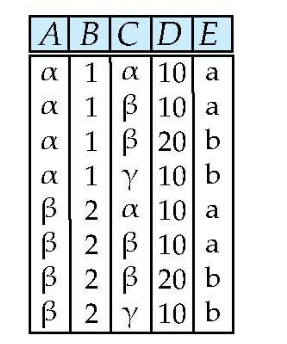 A B C D E
α 1 α 10 a
α 1 β 10 a
α 1 β 20 b
α 1 γ 10 b
β 2 α 10 a
β 2 β 10 a
β 2 β 20 b
β 2 γ 10 b